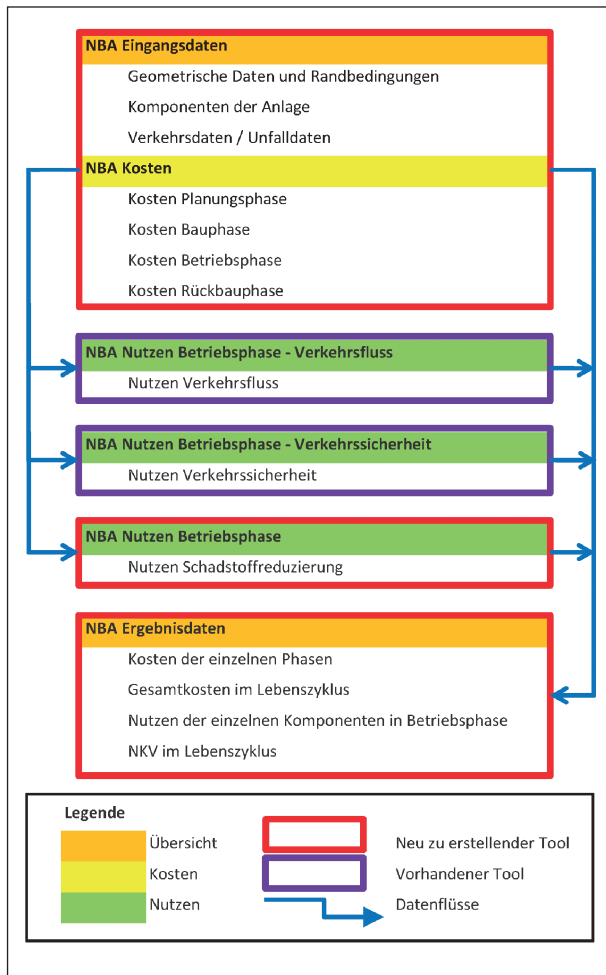 NBA Eingangsdaten
Geometrische Daten und Randbedingungen
Komponenten der Anlage
Verkehrsdaten / Unfalldaten
NBA Kosten
Kosten Planungsphase
Kosten Bauphase
Kosten Betriebsphase
Kosten Rückbauphase
NBA Nutzen Betriebsphase - Verkehrsfluss
Nutzen Verkehrsfluss
NBA Nutzen Betriebsphase - Verkehrssicherheit
Nutzen Verkehrssicherheit
NBA Nutzen Betriebsphase
Nutzen Schadstoffreduzierung
NBA Ergebnisdaten
Kosten der einzelnen Phasen
Gesamtkosten im Lebenszyklus
Nutzen der einzelnen Komponenten in Betriebsphase
NKV im Lebenszyklus
Legende
Übersicht
Kosten
Nutzen
Neu zu erstellender Tool
Vorhandener Tool
Datenflüsse